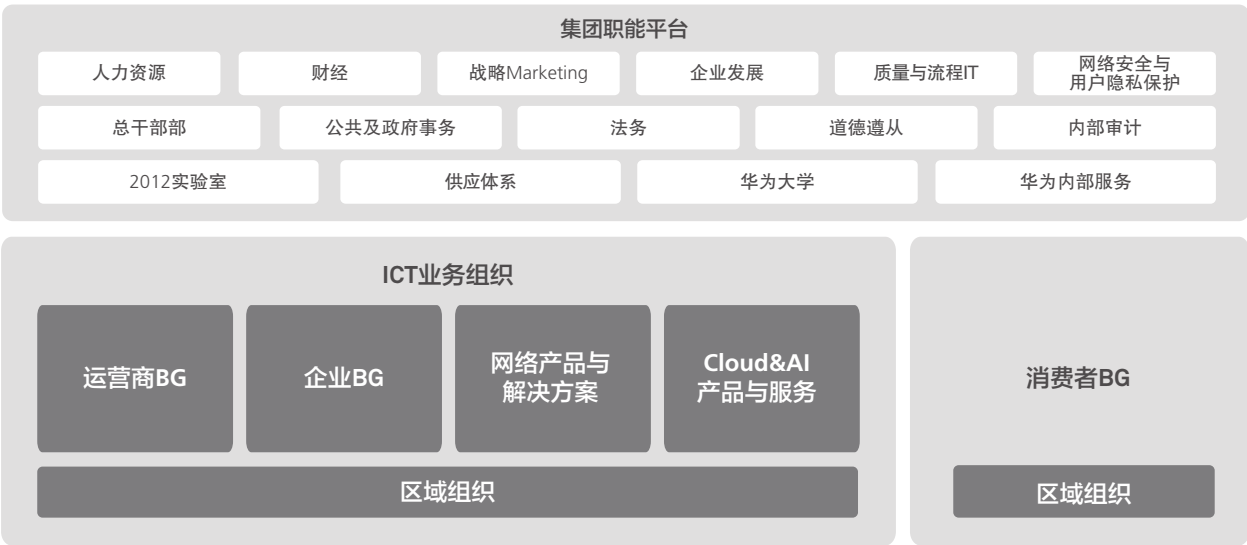 集团职能平台
人力资源
财经
战略Marketing
企业发展
质量与流程IT
网络安全与
用户隐私保护
总干部部
公共及政府事务
法务
道德遵从
内部审计
2012实验室
供应体系
华为大学
华为内部服务
ICT业务组织
运营商BG
企业BG
网络产品与
解决方案
Cloud&AI
产品与服务
区域组织
消费者BG
区域组织